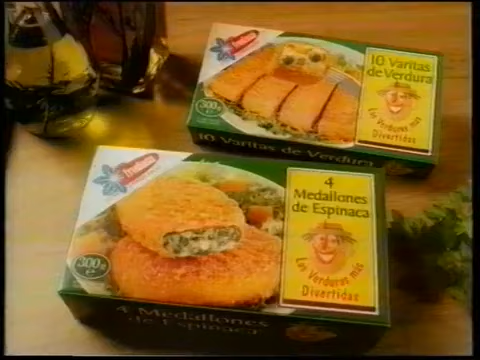 10 Varitas
de Verdura
Las Verduras más
Divertidas
300 g
10 Varitas de Verdura
Frudesa
4
Medallones
de Espinaca
Las Verduras más
Divertidas
300 g
4 Medallones
de Espinaca